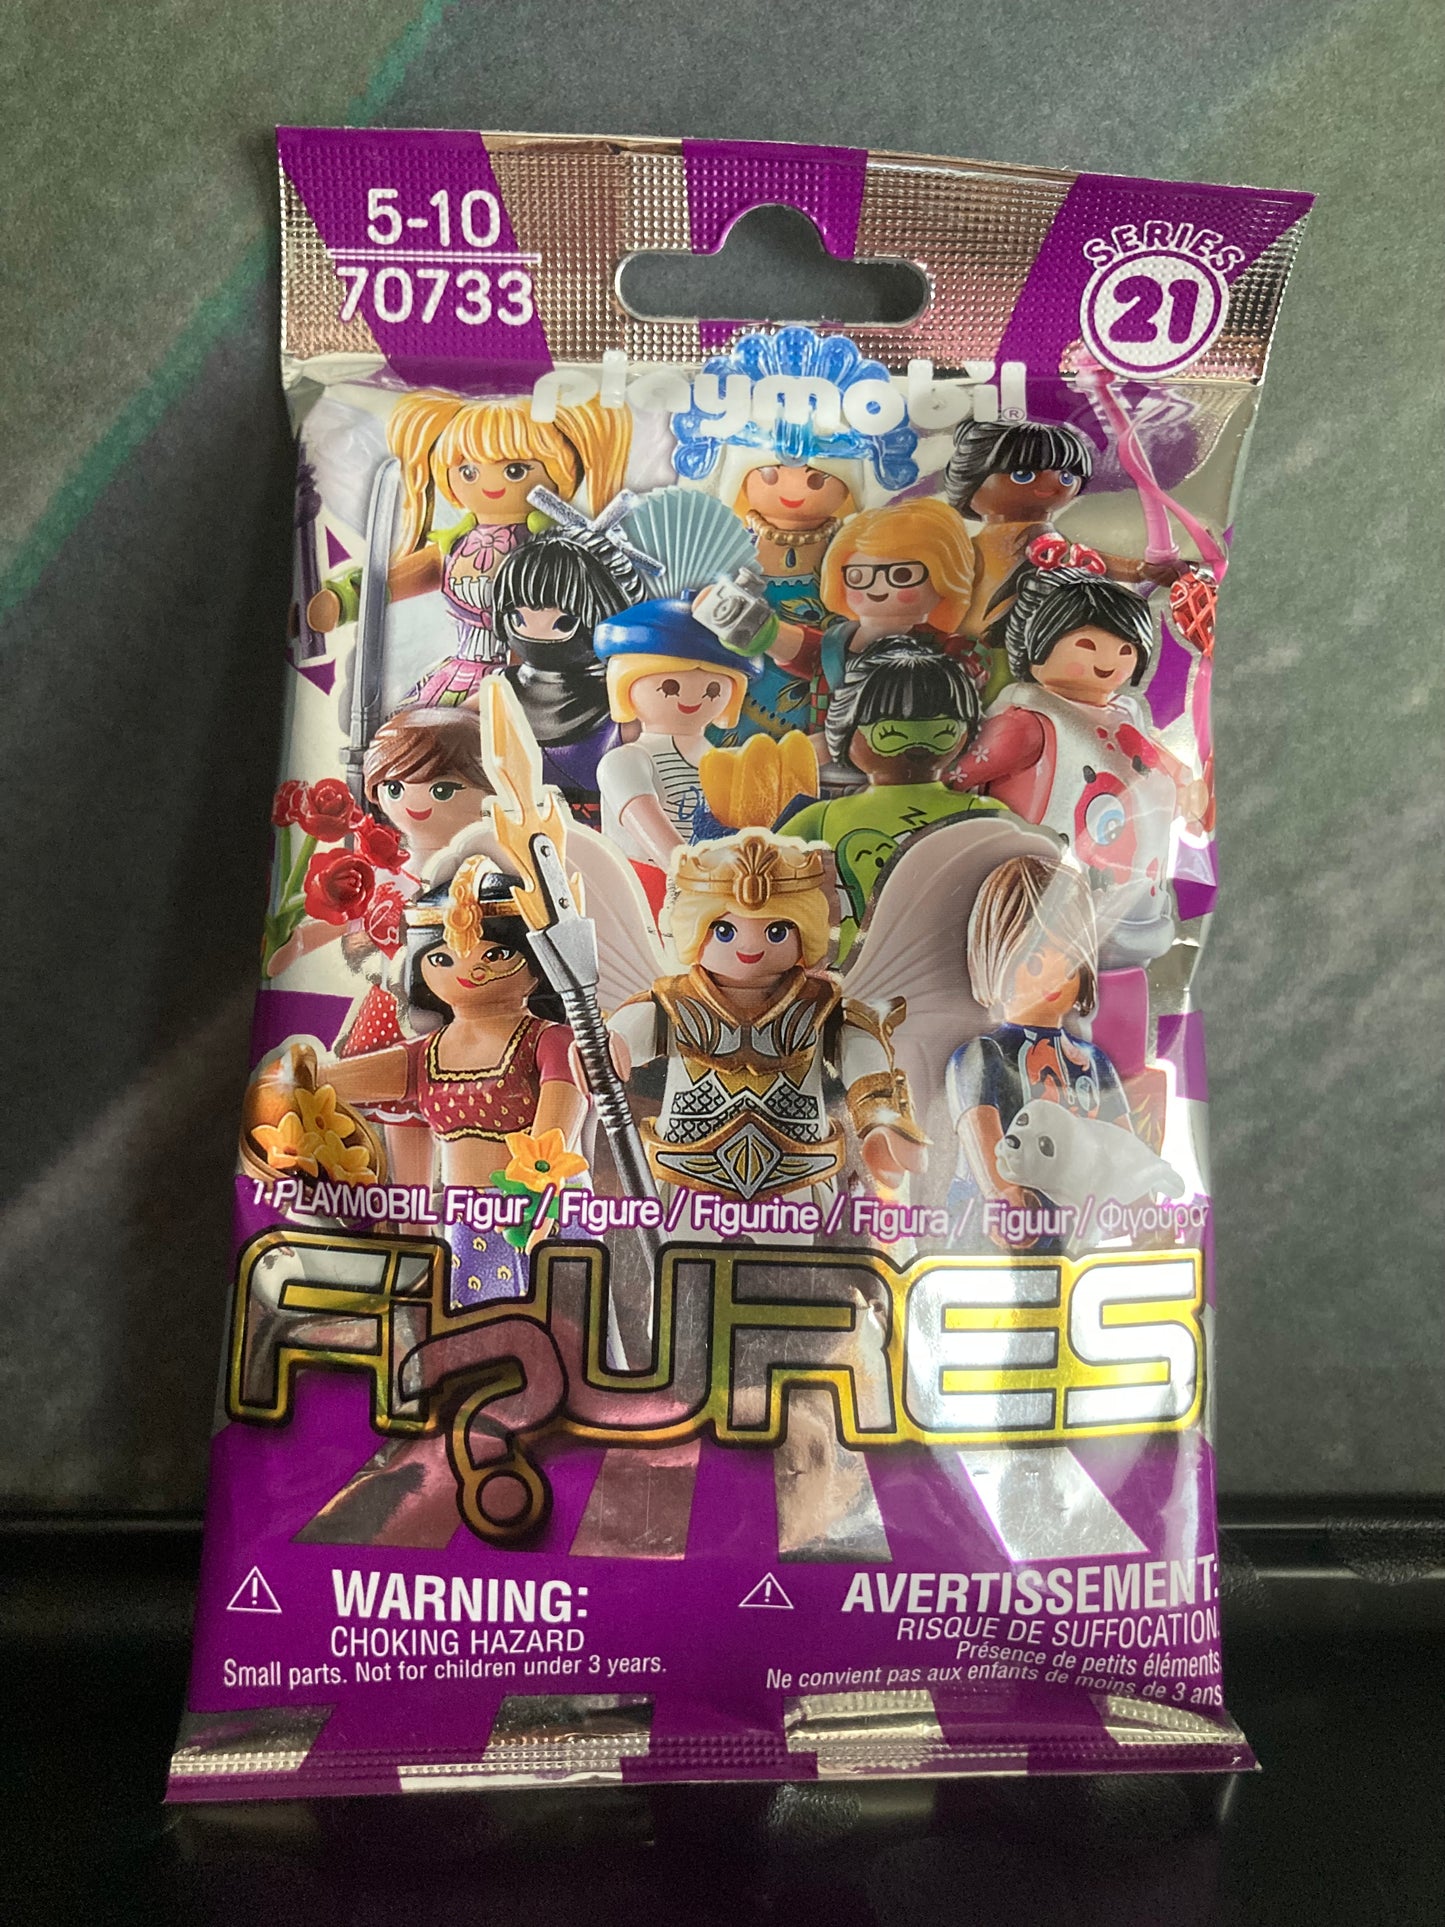 5-10
70733
SERIES
21
playmobil®
1 PLAYMOBIL Figur / Figure / Figurine / Figura / Figuur / Φιγούρα
FI?URES
WARNING:
CHOKING HAZARD
Small parts. Not for children under 3 years.
AVERTISSEMENT:
RISQUE DE SUFFOCATION.
Présence de petits éléments
Ne convient pas aux enfants de moins de 3 ans